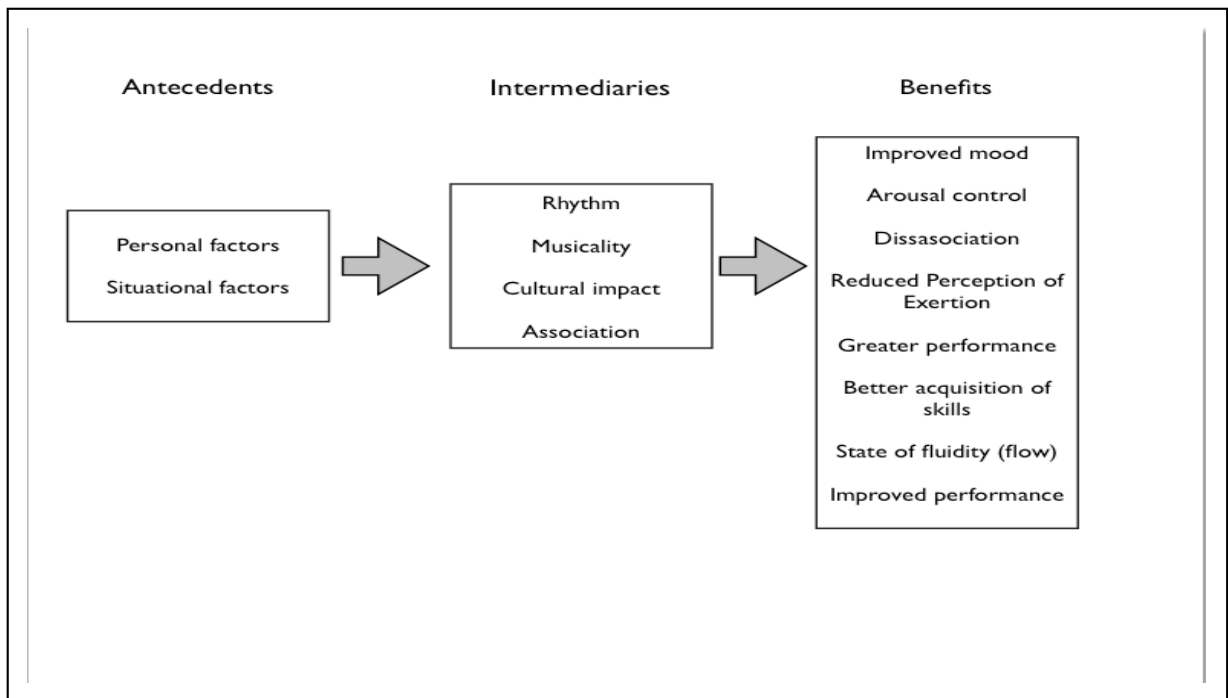 Antecedents
Intermediaries
Benefits
Personal factors
Situational factors
Rhythm
Musicality
Cultural impact
Association
Improved mood
Arousal control
Dissasociation
Reduced Perception of
Exertion
Greater performance
Better acquisition of
skills
State of fluidity (flow)
Improved performance